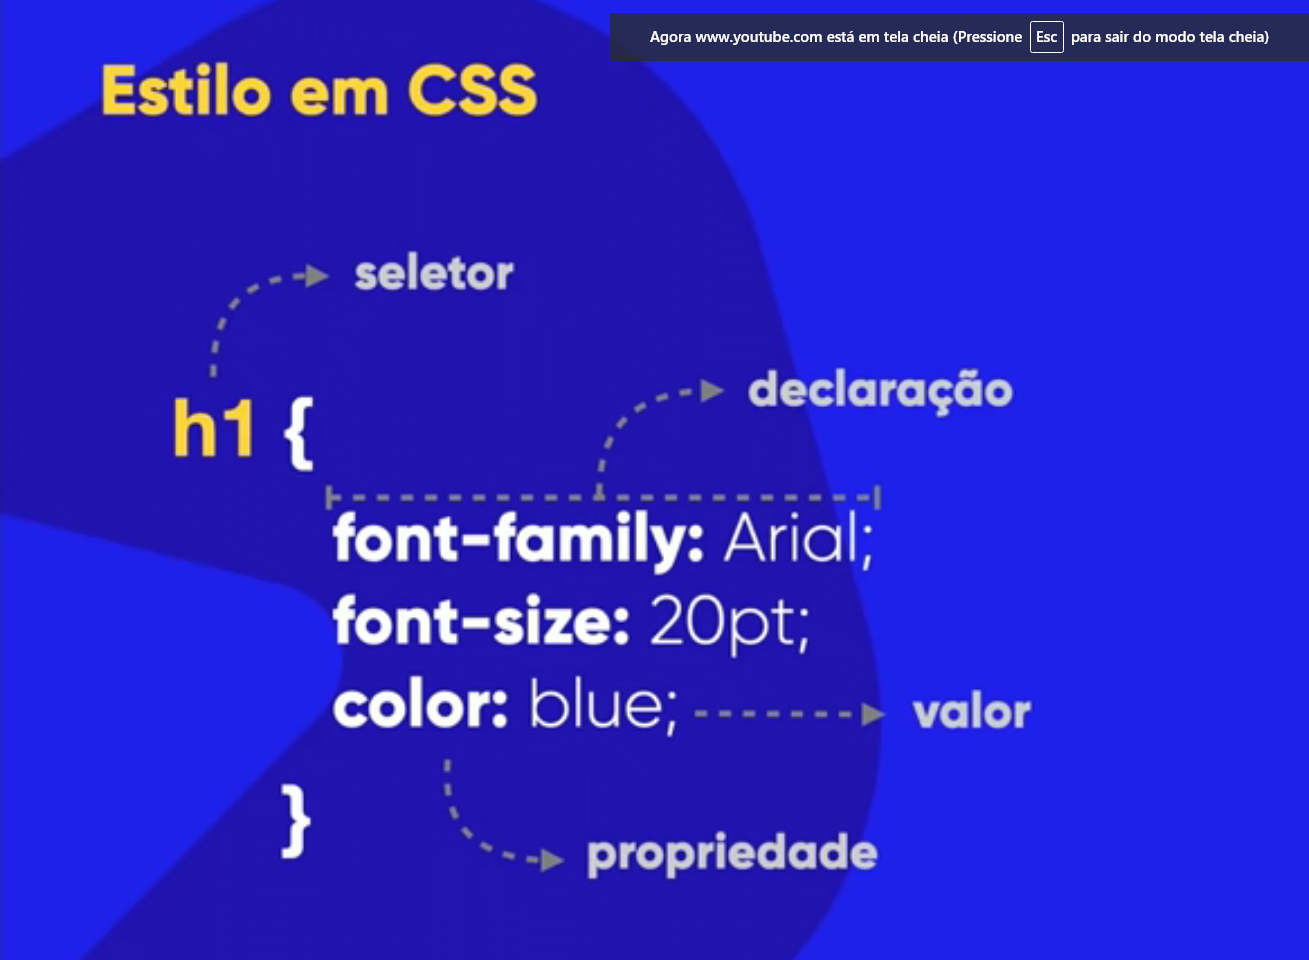 Agora www.youtube.com está em tela cheia (Pressione Esc para sair do modo tela cheia)
Estilo em CSS
seletor
declaração
h1 {
font-family: Arial;
font-size: 20pt;
color: blue;
valor
}
propriedade